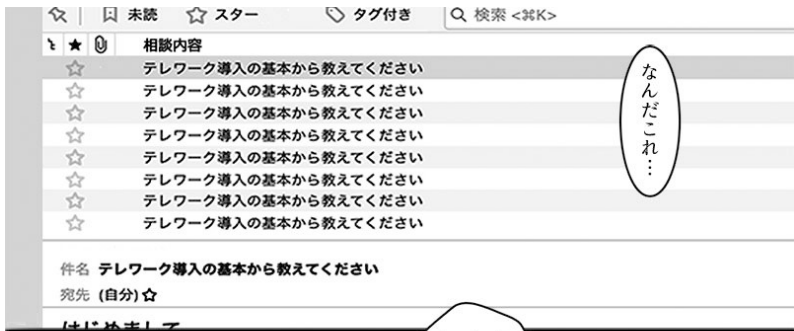 未読 スター タグ付き 検索 <⌘K>
相談内容
テレワーク導入の基本から教えてください
テレワーク導入の基本から教えてください
テレワーク導入の基本から教えてください
テレワーク導入の基本から教えてください
テレワーク導入の基本から教えてください
テレワーク導入の基本から教えてください
テレワーク導入の基本から教えてください
テレワーク導入の基本から教えてください
なんだこれ…
件名 テレワーク導入の基本から教えてください
宛先 (自分)
はじめまして